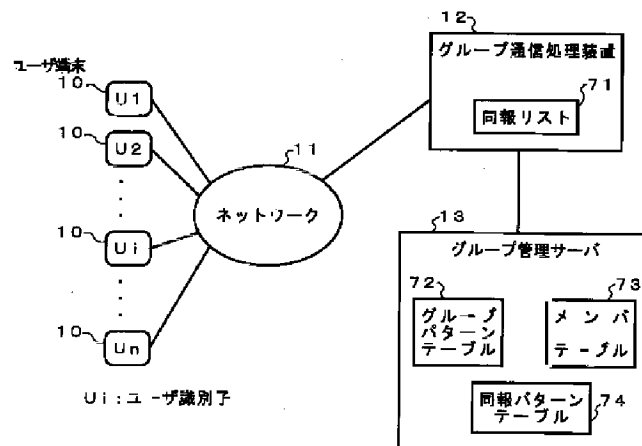 ユーザ端末
10
U1
10
U2
10
Ui
10
Un
Ui:ユーザ識別子
11
ネットワーク
12
グループ通信処理装置
71
同報リスト
13
グループ管理サーバ
72
グループ
パターン
テーブル
73
メンバ
テーブル
同報パターン
テーブル
74